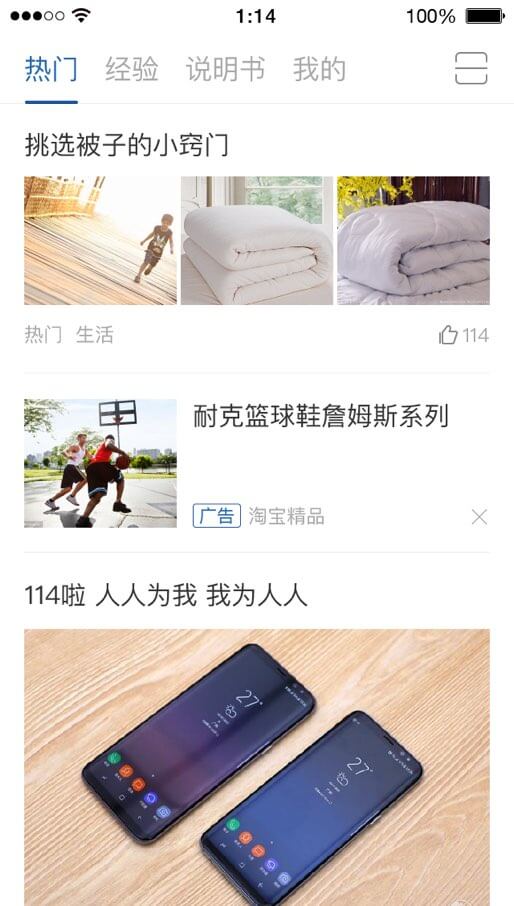 1:14
100%
热门 经验 说明书 我的
挑选被子的小窍门
热门 生活
114
耐克篮球鞋詹姆斯系列
广告 淘宝精品
114啦 人人为我 我为人人
27°
27°